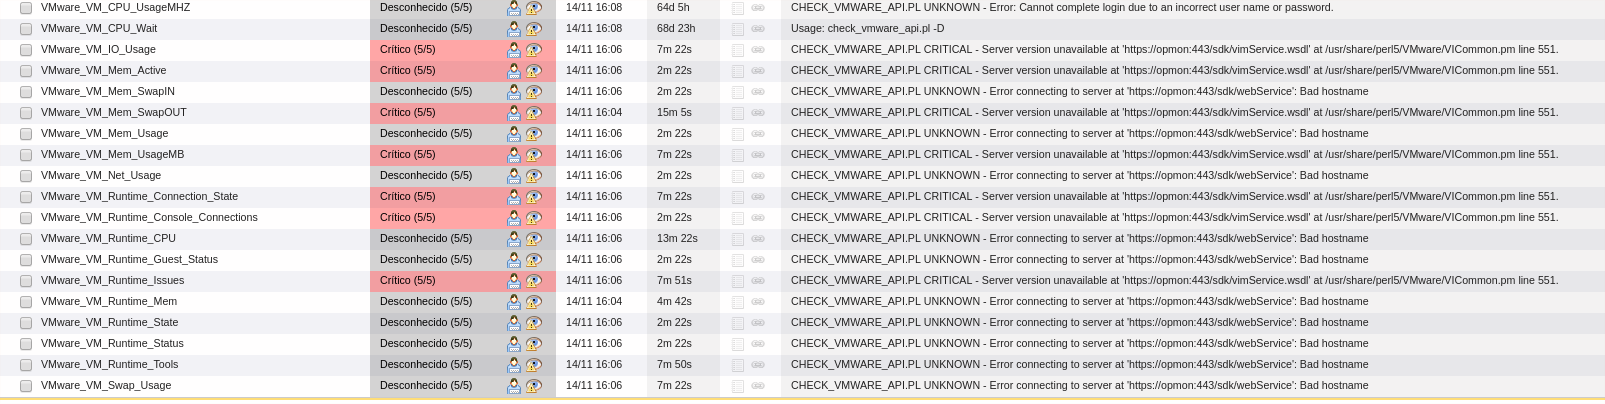 VMware_VM_CPU_UsageMHZ Desconhecido (5/5) 14/11 16:08 64d 5h CHECK_VMWARE_API.PL UNKNOWN - Error: Cannot complete login due to an incorrect user name or password.
VMware_VM_CPU_Wait Desconhecido (5/5) 14/11 16:08 68d 23h Usage: check_vmware_api.pl -D
VMware_VM_IO_Usage Crítico (5/5) 14/11 16:06 7m 22s CHECK_VMWARE_API.PL CRITICAL - Server version unavailable at 'https://opmon:443/sdk/vimService.wsdl' at /usr/share/perl5/VMware/VICommon.pm line 551.
VMware_VM_Mem_Active Crítico (5/5) 14/11 16:06 2m 22s CHECK_VMWARE_API.PL CRITICAL - Server version unavailable at 'https://opmon:443/sdk/vimService.wsdl' at /usr/share/perl5/VMware/VICommon.pm line 551.
VMware_VM_Mem_SwapIN Desconhecido (5/5) 14/11 16:06 2m 22s CHECK_VMWARE_API.PL UNKNOWN - Error connecting to server at 'https://opmon:443/sdk/webService': Bad hostname
VMware_VM_Mem_SwapOUT Crítico (5/5) 14/11 16:04 15m 5s CHECK_VMWARE_API.PL CRITICAL - Server version unavailable at 'https://opmon:443/sdk/vimService.wsdl' at /usr/share/perl5/VMware/VICommon.pm line 551.
VMware_VM_Mem_Usage Desconhecido (5/5) 14/11 16:06 2m 22s CHECK_VMWARE_API.PL UNKNOWN - Error connecting to server at 'https://opmon:443/sdk/webService': Bad hostname
VMware_VM_Mem_UsageMB Crítico (5/5) 14/11 16:06 7m 22s CHECK_VMWARE_API.PL CRITICAL - Server version unavailable at 'https://opmon:443/sdk/vimService.wsdl' at /usr/share/perl5/VMware/VICommon.pm line 551.
VMware_VM_Net_Usage Desconhecido (5/5) 14/11 16:06 2m 22s CHECK_VMWARE_API.PL UNKNOWN - Error connecting to server at 'https://opmon:443/sdk/webService': Bad hostname
VMware_VM_Runtime_Connection_State Crítico (5/5) 14/11 16:06 7m 22s CHECK_VMWARE_API.PL CRITICAL - Server version unavailable at 'https://opmon:443/sdk/vimService.wsdl' at /usr/share/perl5/VMware/VICommon.pm line 551.
VMware_VM_Runtime_Console_Connections Crítico (5/5) 14/11 16:06 2m 22s CHECK_VMWARE_API.PL CRITICAL - Server version unavailable at 'https://opmon:443/sdk/vimService.wsdl' at /usr/share/perl5/VMware/VICommon.pm line 551.
VMware_VM_Runtime_CPU Desconhecido (5/5) 14/11 16:06 13m 22s CHECK_VMWARE_API.PL UNKNOWN - Error connecting to server at 'https://opmon:443/sdk/webService': Bad hostname
VMware_VM_Runtime_Guest_Status Desconhecido (5/5) 14/11 16:06 2m 22s CHECK_VMWARE_API.PL UNKNOWN - Error connecting to server at 'https://opmon:443/sdk/webService': Bad hostname
VMware_VM_Runtime_Issues Crítico (5/5) 14/11 16:06 7m 51s CHECK_VMWARE_API.PL CRITICAL - Server version unavailable at 'https://opmon:443/sdk/vimService.wsdl' at /usr/share/perl5/VMware/VICommon.pm line 551.
VMware_VM_Runtime_Mem Desconhecido (5/5) 14/11 16:04 4m 42s CHECK_VMWARE_API.PL UNKNOWN - Error connecting to server at 'https://opmon:443/sdk/webService': Bad hostname
VMware_VM_Runtime_State Desconhecido (5/5) 14/11 16:06 2m 22s CHECK_VMWARE_API.PL UNKNOWN - Error connecting to server at 'https://opmon:443/sdk/webService': Bad hostname
VMware_VM_Runtime_Status Desconhecido (5/5) 14/11 16:06 2m 22s CHECK_VMWARE_API.PL UNKNOWN - Error connecting to server at 'https://opmon:443/sdk/webService': Bad hostname
VMware_VM_Runtime_Tools Desconhecido (5/5) 14/11 16:06 7m 50s CHECK_VMWARE_API.PL UNKNOWN - Error connecting to server at 'https://opmon:443/sdk/webService': Bad hostname
VMware_VM_Swap_Usage Desconhecido (5/5) 14/11 16:06 7m 22s CHECK_VMWARE_API.PL UNKNOWN - Error connecting to server at 'https://opmon:443/sdk/webService': Bad hostname